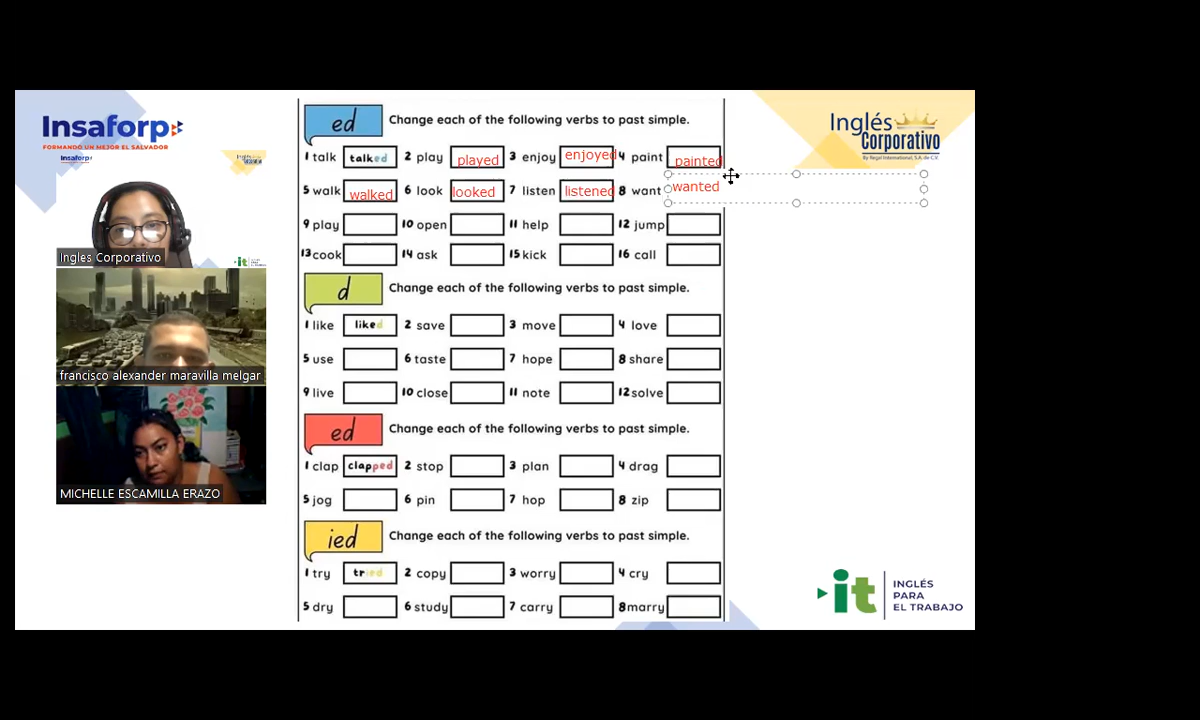 Insaforp
FORMANDO UN MEJOR EL SALVADOR
Insaforp
Inglés Corporativo
By Regal International, S.A. de C.V.
Ingles Corporativo
it
francisco alexander maravilla melgar
MICHELLE ESCAMILLA ERAZO
ed Change each of the following verbs to past simple.
1 talk talked 2 play played 3 enjoy enjoyed 4 paint painted
5 walk walked 6 look looked 7 listen listened 8 want wanted
9 play 10 open 11 help 12 jump
13 cook 14 ask 15 kick 16 call
d Change each of the following verbs to past simple.
1 like liked 2 save 3 move 4 love
5 use 6 taste 7 hope 8 share
9 live 10 close 11 note 12 solve
ed Change each of the following verbs to past simple.
1 clap clapped 2 stop 3 plan 4 drag
5 jog 6 pin 7 hop 8 zip
ied Change each of the following verbs to past simple.
1 try tried 2 copy 3 worry 4 cry
5 dry 6 study 7 carry 8 marry
it INGLÉS
PARA
EL TRABAJO